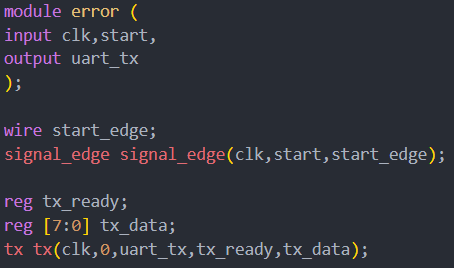 module error (
input clk,start,
output uart_tx
);
wire start_edge;
signal_edge signal_edge(clk,start,start_edge);
reg tx_ready;
reg [7:0] tx_data;
tx tx(clk,0,uart_tx,tx_ready,tx_data);